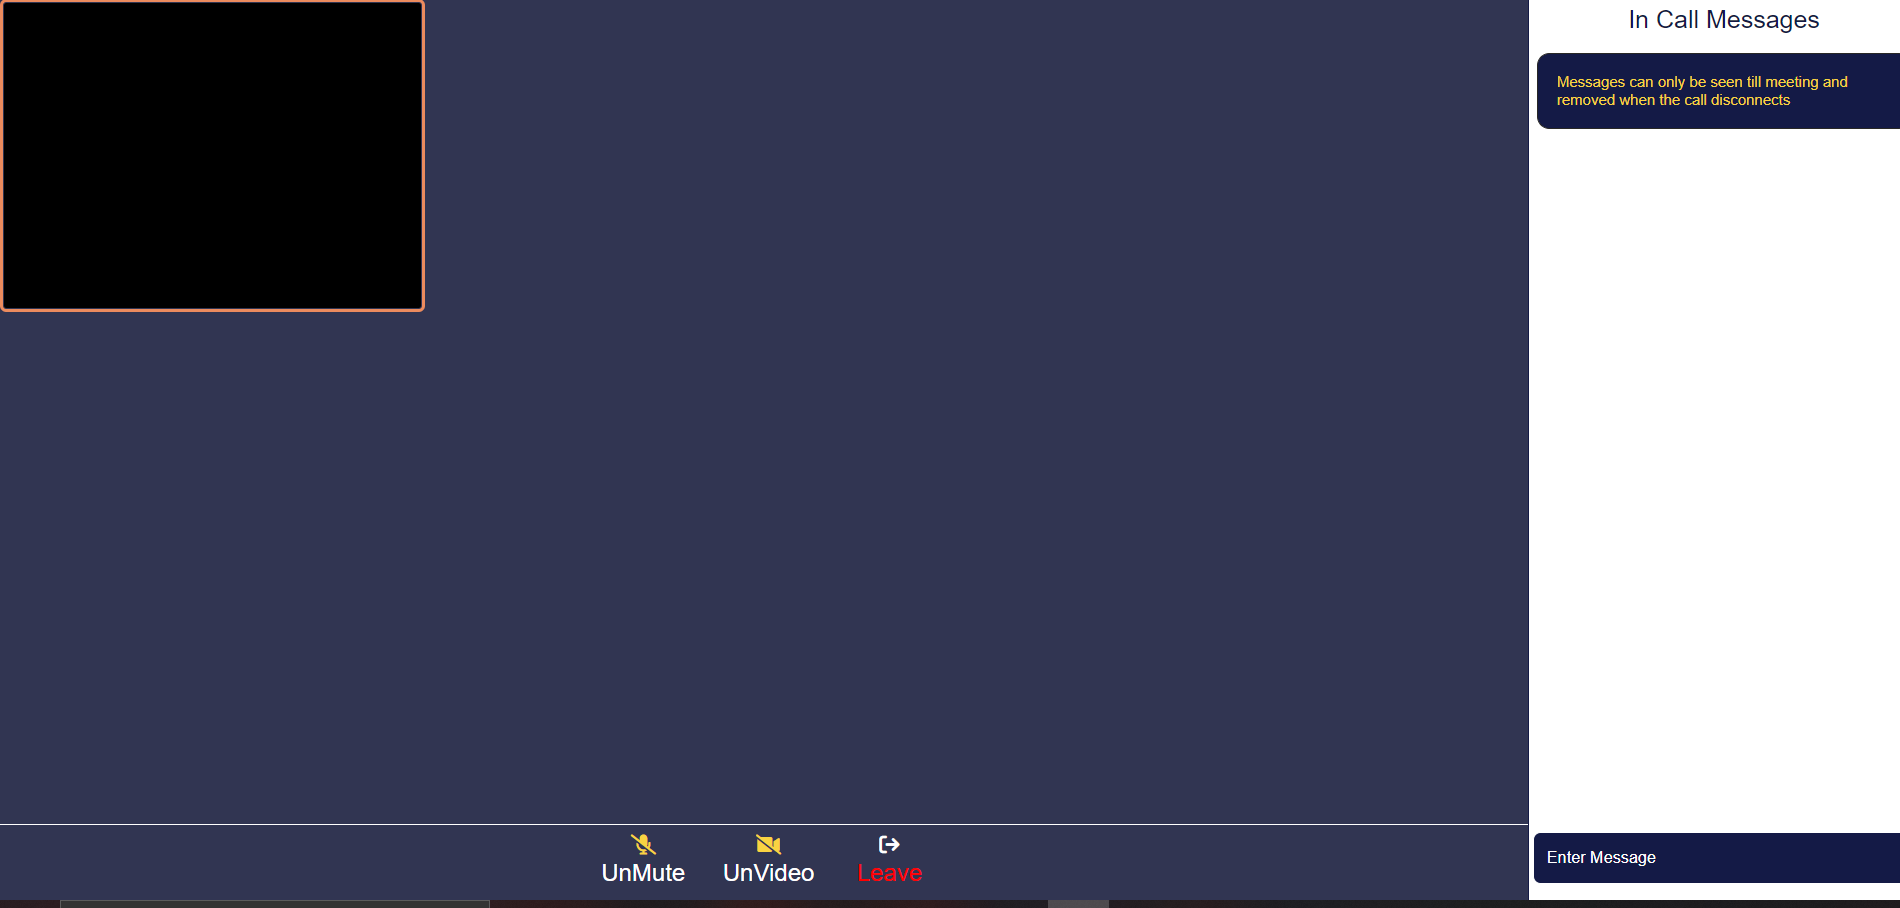 In Call Messages
Messages can only be seen till meeting and
removed when the call disconnects
UnMute
UnVideo
Leave
Enter Message